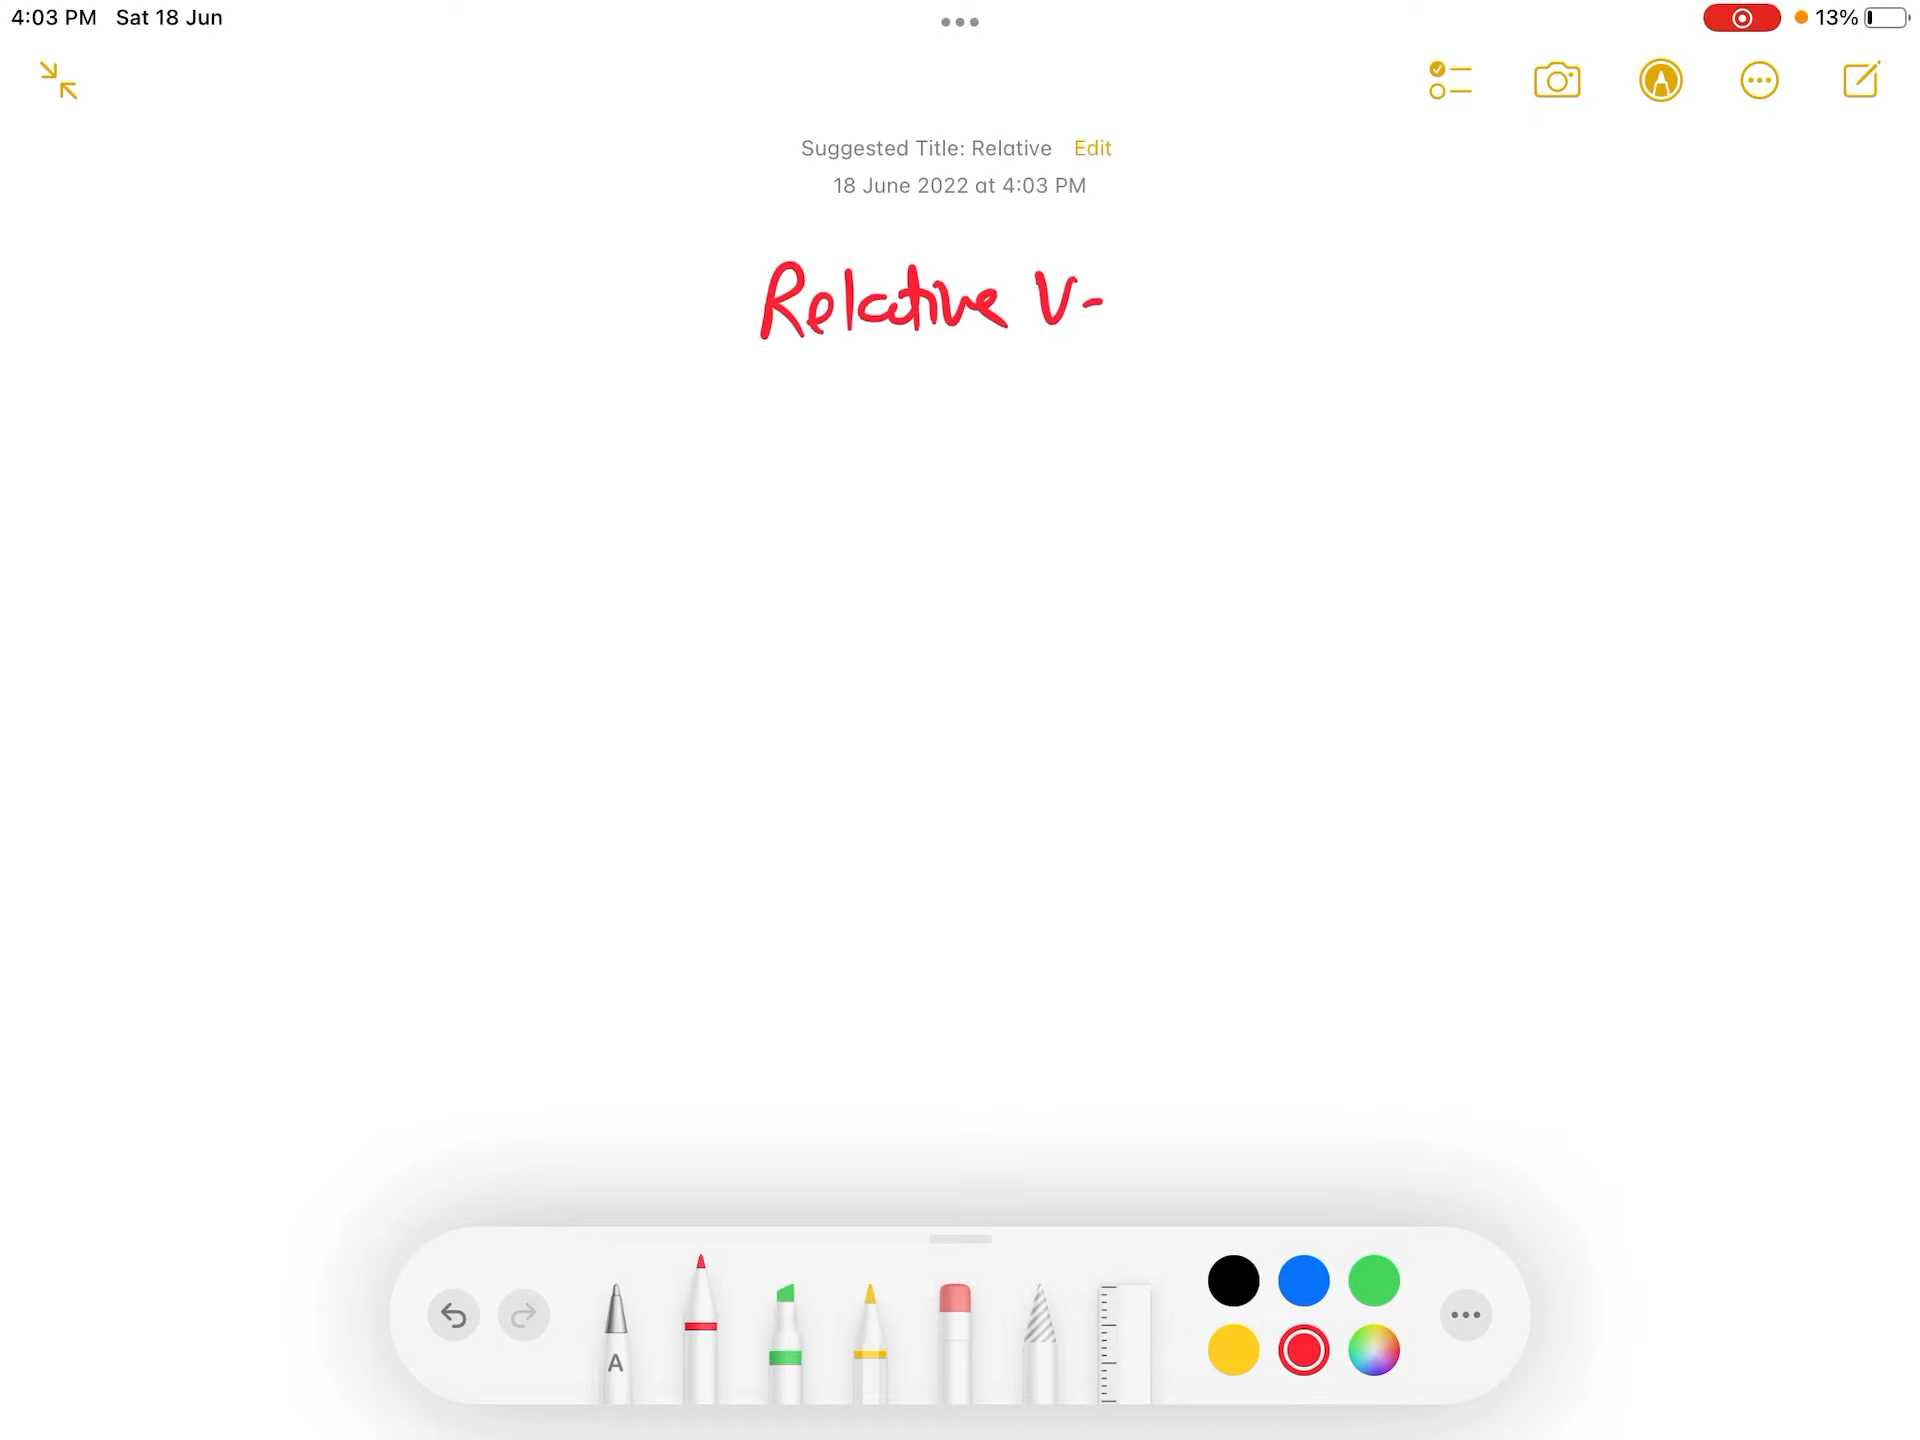 4:03 PM Sat 18 Jun 13%
Suggested Title: Relative Edit
18 June 2022 at 4:03 PM
Relative V-
A